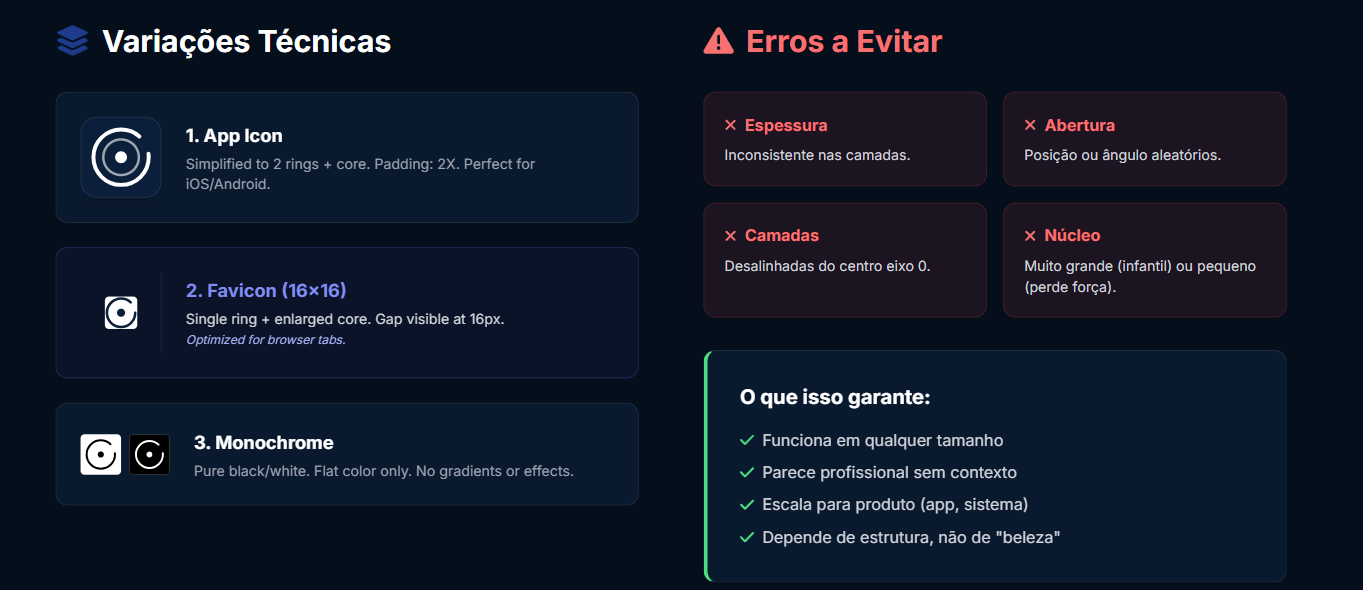 Variações Técnicas
1. App Icon
Simplified to 2 rings + core. Padding: 2X. Perfect for
iOS/Android.
2. Favicon (16×16)
Single ring + enlarged core. Gap visible at 16px.
Optimized for browser tabs.
3. Monochrome
Pure black/white. Flat color only. No gradients or effects.
Erros a Evitar
× Espessura
Inconsistente nas camadas.
× Abertura
Posição ou ângulo aleatórios.
× Camadas
Desalinhadas do centro eixo 0.
× Núcleo
Muito grande (infantil) ou pequeno
(perde força).
O que isso garante:
✓ Funciona em qualquer tamanho
✓ Parece profissional sem contexto
✓ Escala para produto (app, sistema)
✓ Depende de estrutura, não de "beleza"